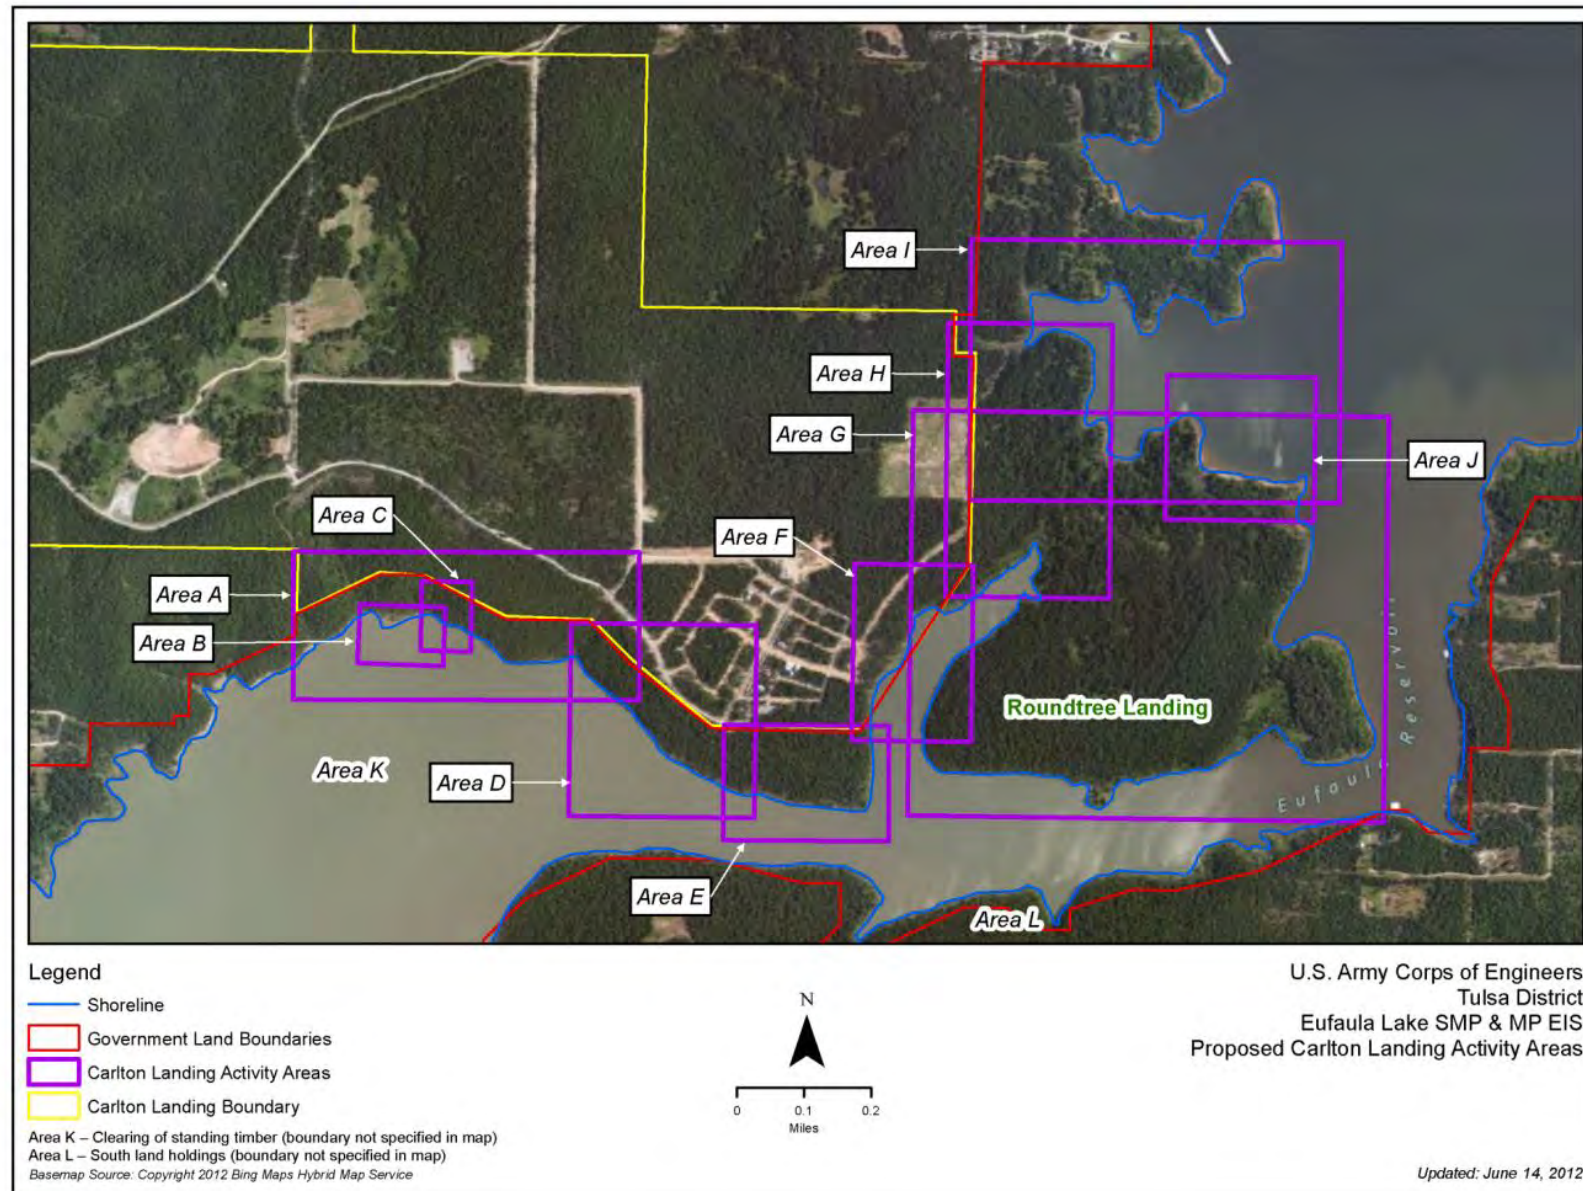 Area I
Area H
Area G
Area J
Area C
Area F
Area A
Area B
Roundtree Landing
Area K
Area D
Eufaula Reservoir
Area E
Area L
Legend
Shoreline
Government Land Boundaries
Carlton Landing Activity Areas
Carlton Landing Boundary
Area K – Clearing of standing timber (boundary not specified in map)
Area L – South land holdings (boundary not specified in map)
Basemap Source: Copyright 2012 Bing Maps Hybrid Map Service
N
0 0.1 0.2
Miles
U.S. Army Corps of Engineers
Tulsa District
Eufaula Lake SMP & MP EIS
Proposed Carlton Landing Activity Areas
Updated: June 14, 2012